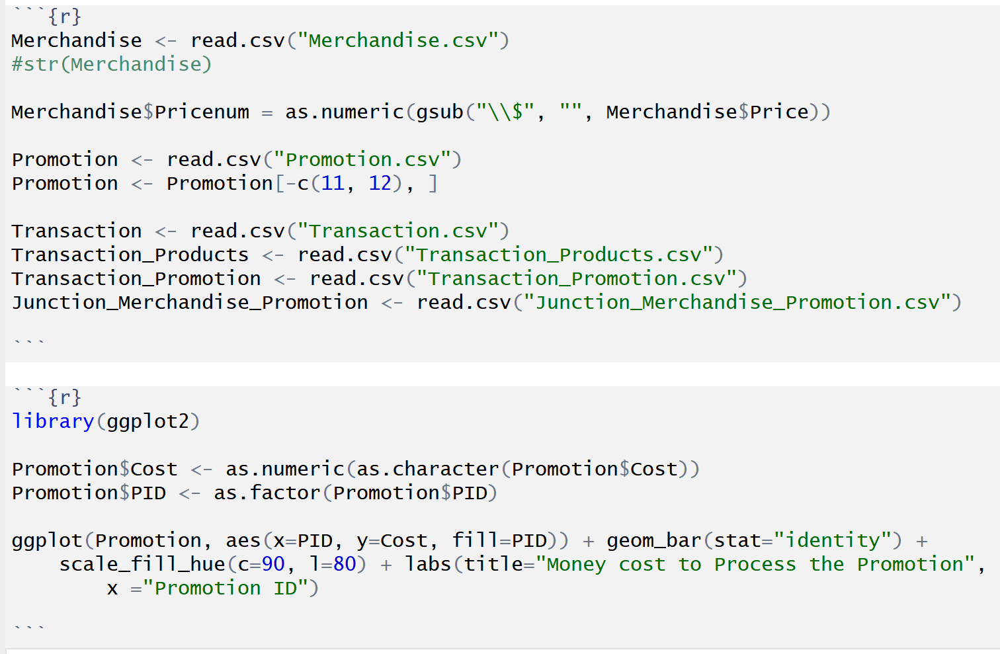 ```{r}
Merchandise <- read.csv("Merchandise.csv")
#str(Merchandise)
Merchandise$Pricenum = as.numeric(gsub("\\$", "", Merchandise$Price))
Promotion <- read.csv("Promotion.csv")
Promotion <- Promotion[-c(11, 12), ]
Transaction <- read.csv("Transaction.csv")
Transaction_Products <- read.csv("Transaction_Products.csv")
Transaction_Promotion <- read.csv("Transaction_Promotion.csv")
Junction_Merchandise_Promotion <- read.csv("Junction_Merchandise_Promotion.csv")
```
```{r}
library(ggplot2)
Promotion$Cost <- as.numeric(as.character(Promotion$Cost))
Promotion$PID <- as.factor(Promotion$PID)
ggplot(Promotion, aes(x=PID, y=Cost, fill=PID)) + geom_bar(stat="identity") +
    scale_fill_hue(c=90, l=80) + labs(title="Money cost to Process the Promotion",
        x ="Promotion ID")
```